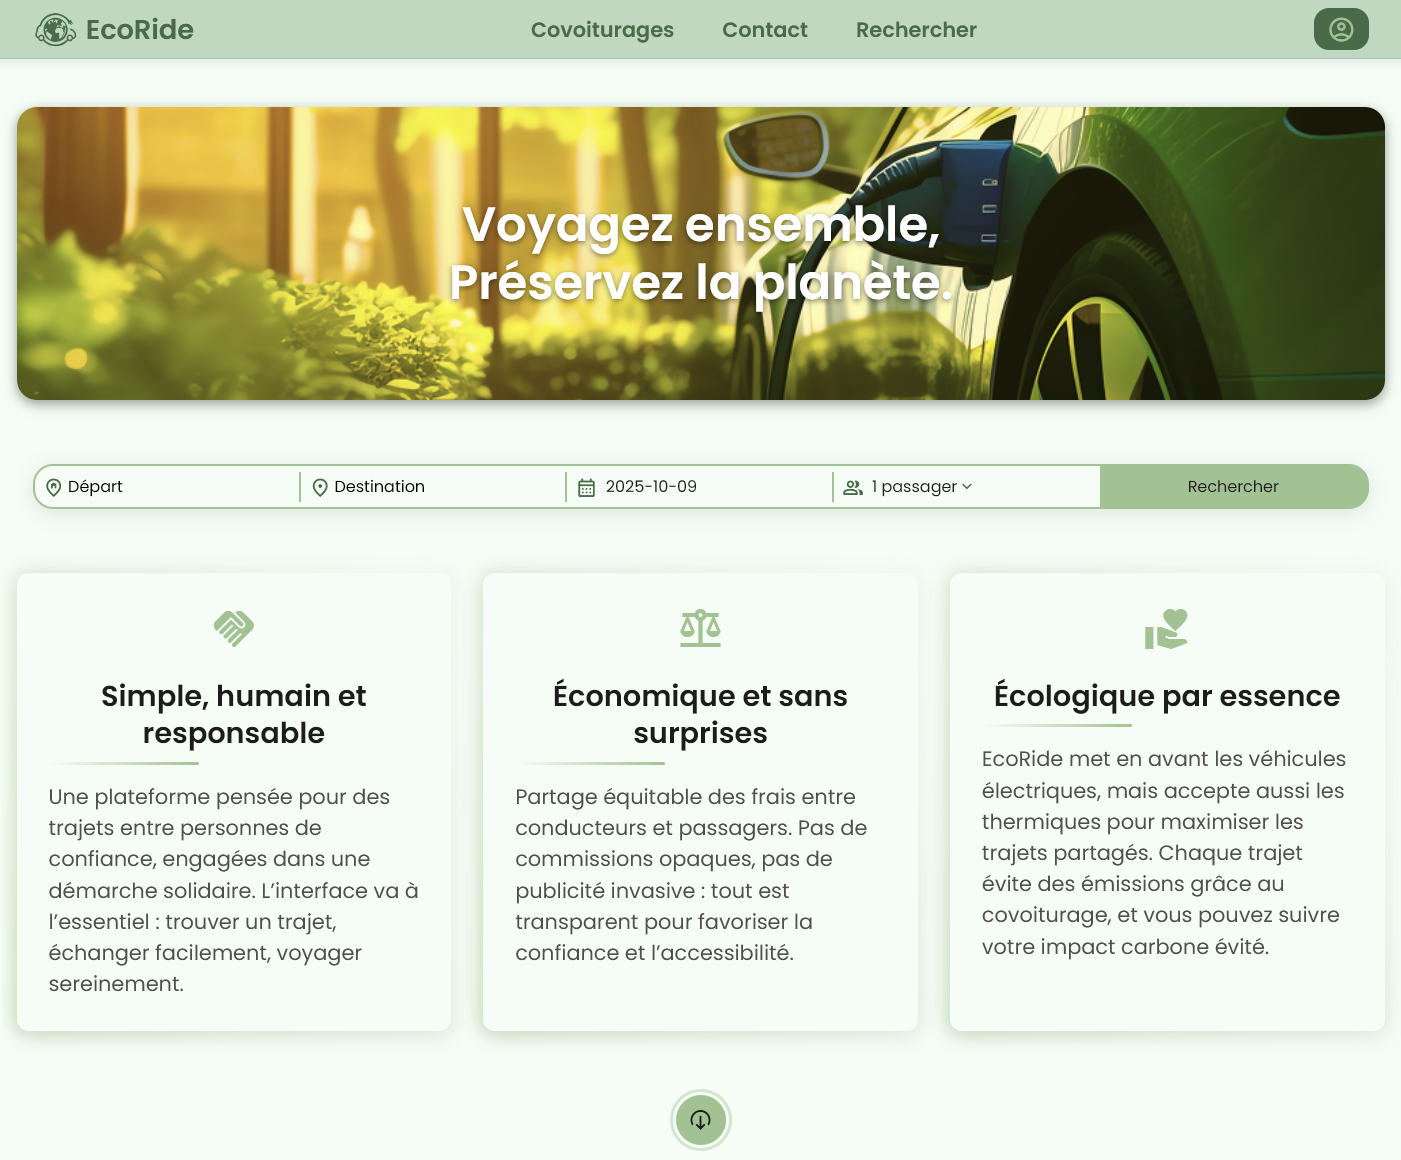 EcoRide
Covoiturages
Contact
Rechercher
Voyagez ensemble,
Préservez la planète.
Départ
Destination
2025-10-09
1 passager
Rechercher
Simple, humain et
responsable
Une plateforme pensée pour des
trajets entre personnes de
confiance, engagées dans une
démarche solidaire. L’interface va à
l’essentiel : trouver un trajet,
échanger facilement, voyager
sereinement.
Économique et sans
surprises
Partage équitable des frais entre
conducteurs et passagers. Pas de
commissions opaques, pas de
publicité invasive : tout est
transparent pour favoriser la
confiance et l’accessibilité.
Écologique par essence
EcoRide met en avant les véhicules
électriques, mais accepte aussi les
thermiques pour maximiser les
trajets partagés. Chaque trajet
évite des émissions grâce au
covoiturage, et vous pouvez suivre
votre impact carbone évité.